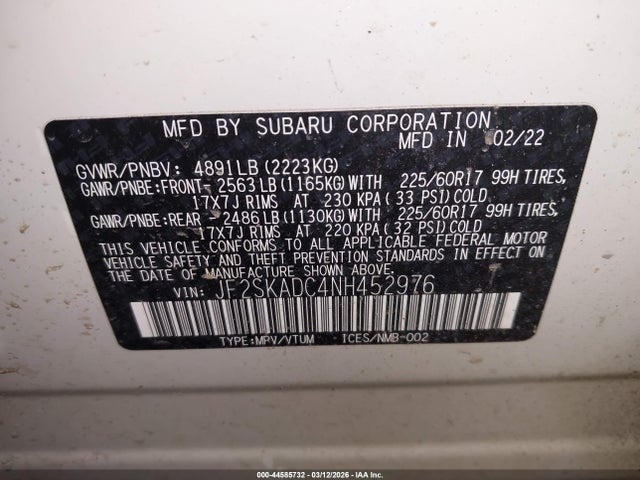 MFD BY SUBARU CORPORATION
MFD IN 02/22
GVWR/PNBV: 4891LB(2223KG)
GAWR/PNBE:FRONT- 2563LB(1165KG)WITH 225/60R17 99H TIRES,
17X7J RIMS AT 230 KPA(33 PSI)COLD
GAWR/PNBE:REAR -2486LB(1130KG)WITH 225/60R17 99H TIRES,
17X7J RIMS AT 220 KPA(32 PSI)COLD
THIS VEHICLE CONFORMS TO ALL APPLICABLE FEDERAL MOTOR
VEHICLE SAFETY AND THEFT PREVENTION STANDARDS IN EFFECT ON
THE DATE OF MANUFACTURE SHOWN ABOVE.
VIN: JF2SKADC4NH452976
TYPE:MPV/VTUM ICES/NMB-002
000-44585732 - 03/12/2026 - IAA Inc.